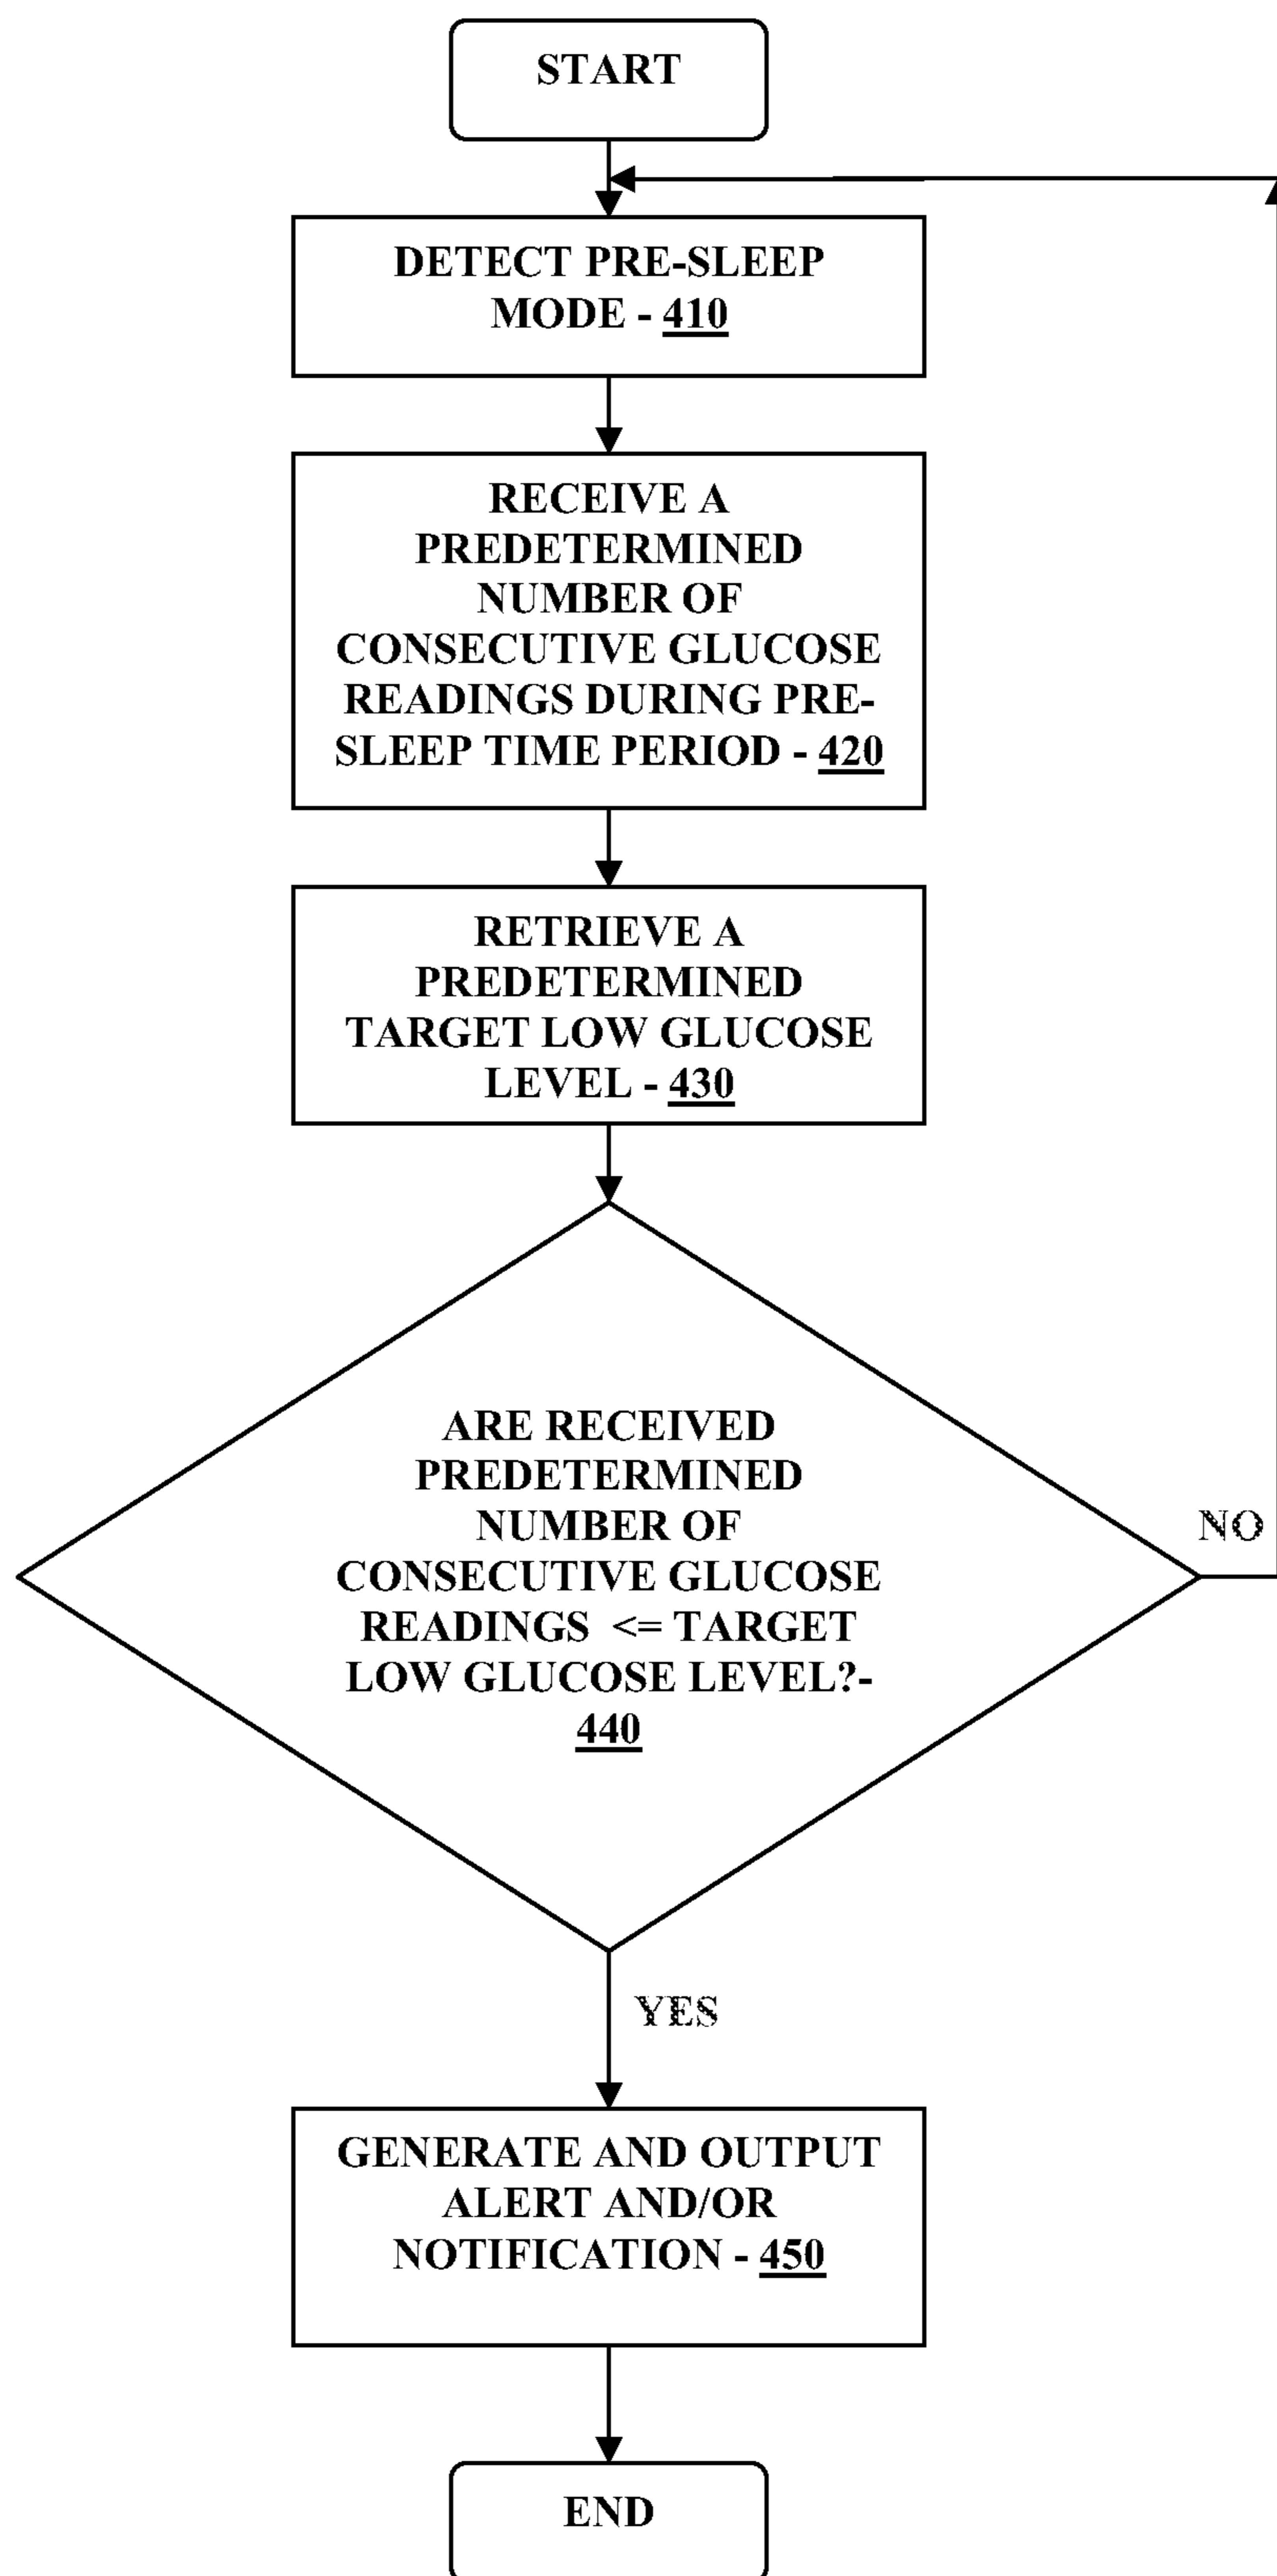 START
DETECT PRE-SLEEP
MODE - 410
RECEIVE A
PREDETERMINED
NUMBER OF
CONSECUTIVE GLUCOSE
READINGS DURING PRE-
SLEEP TIME PERIOD - 420
RETRIEVE A
PREDETERMINED
TARGET LOW GLUCOSE
LEVEL - 430
ARE RECEIVED
PREDETERMINED
NUMBER OF
CONSECUTIVE GLUCOSE
READINGS <= TARGET
LOW GLUCOSE LEVEL?-
440
NO
YES
GENERATE AND OUTPUT
ALERT AND/OR
NOTIFICATION - 450
END